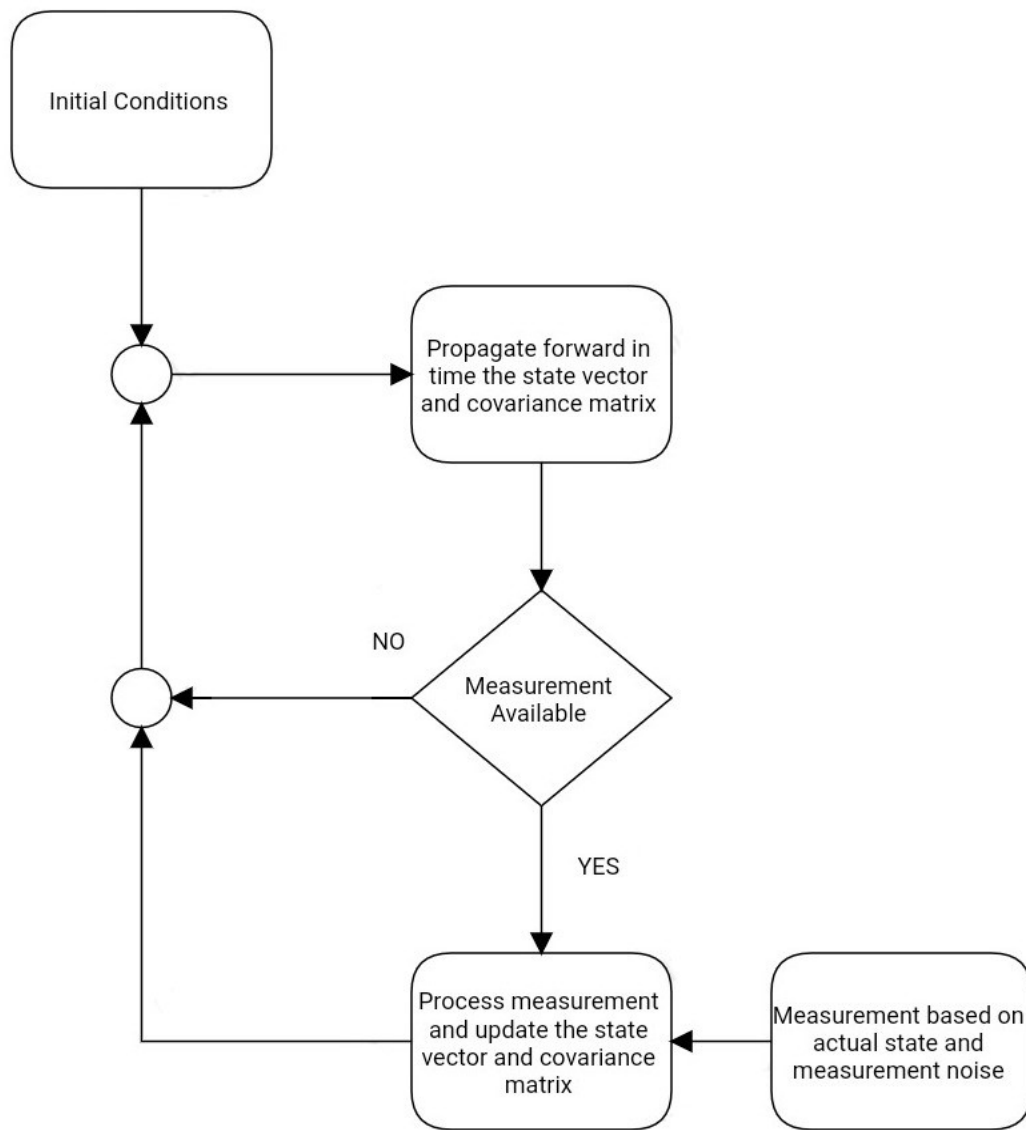 Initial Conditions
Propagate forward in
time the state vector
and covariance matrix
NO
Measurement
Available
YES
Process measurement
and update the state
vector and covariance
matrix
Measurement based on
actual state and
measurement noise